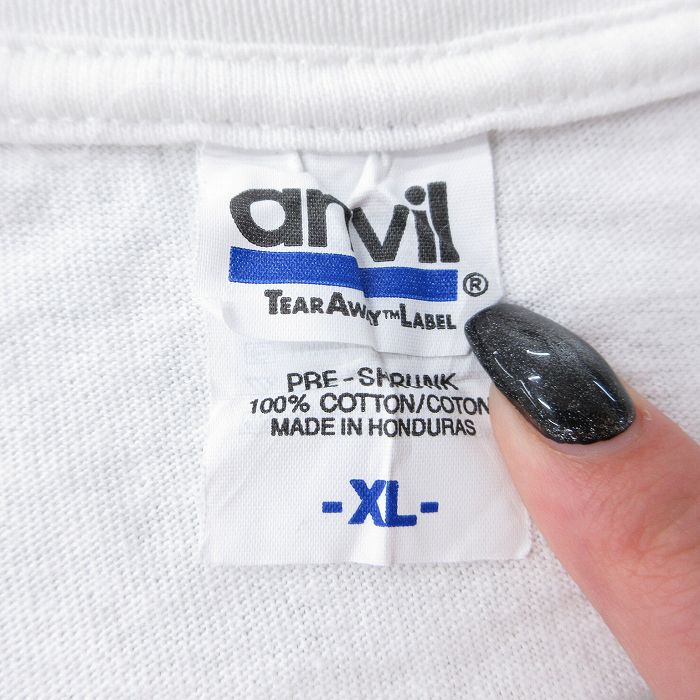 anvil
®
TEARAWAY™LABEL
PRE-SHRUNK
100% COTTON/COTON
MADE IN HONDURAS
-XL-